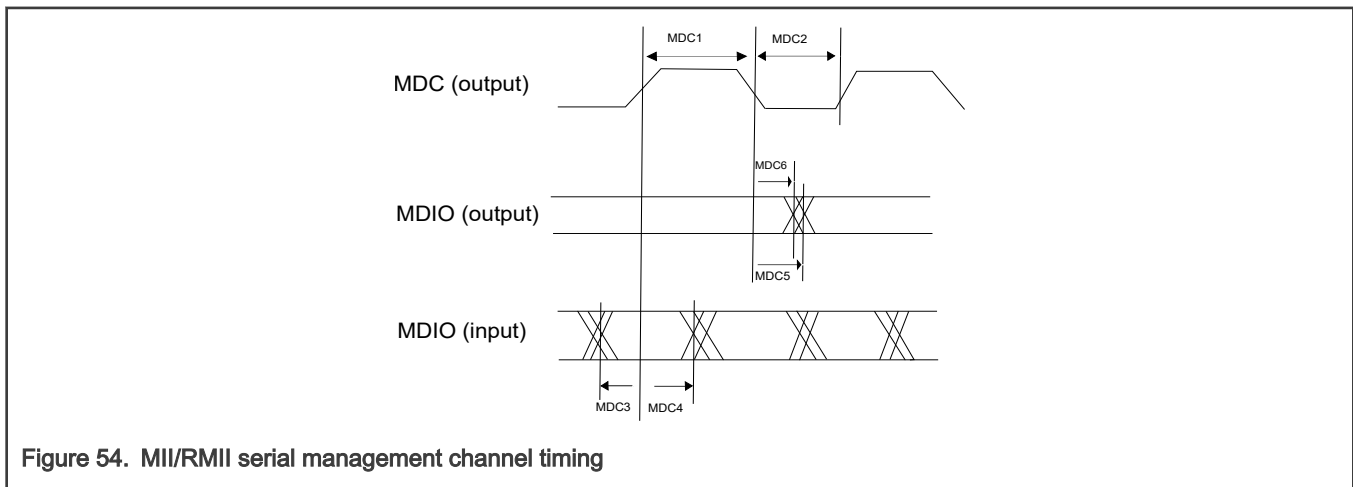 MDC1
MDC2
MDC (output)
MDC6
MDIO (output)
MDC5
MDIO (input)
MDC3
MDC4
Figure 54. MII/RMII serial management channel timing